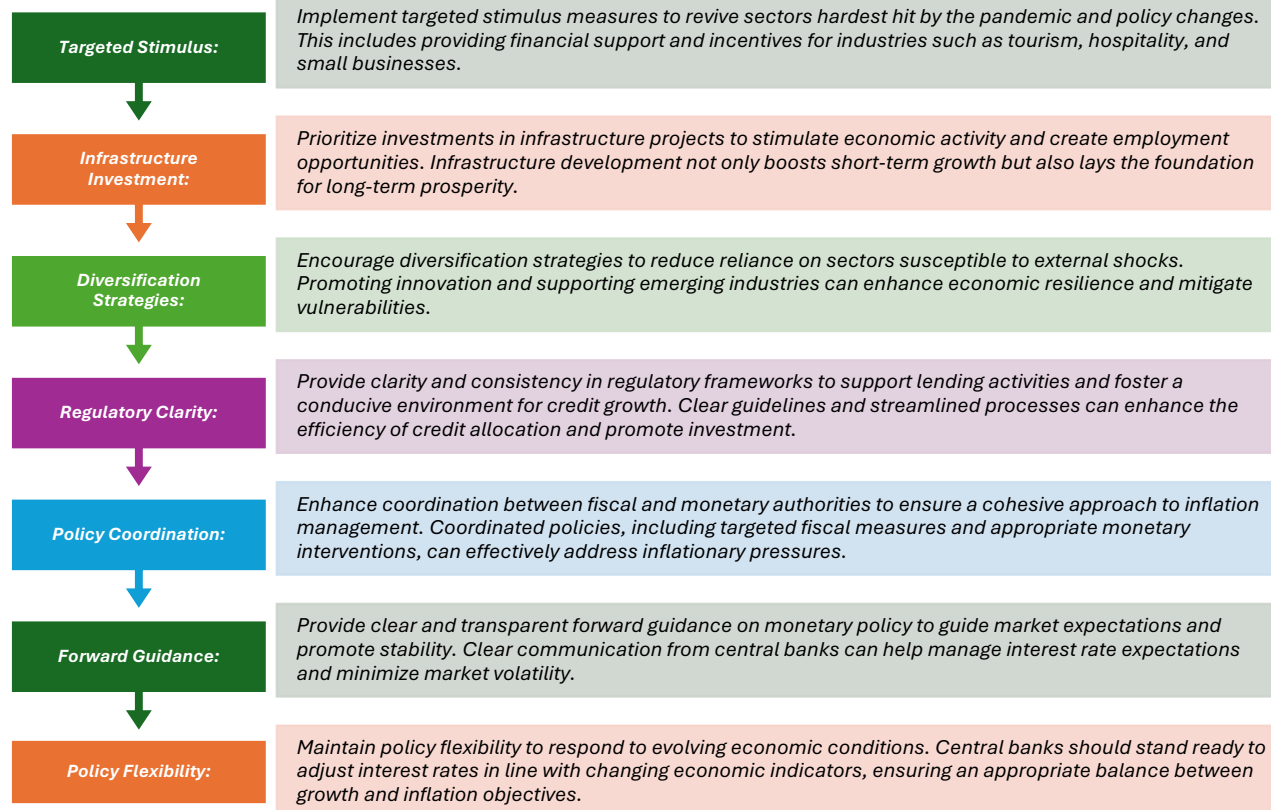 Targeted Stimulus:
Implement targeted stimulus measures to revive sectors hardest hit by the pandemic and policy changes.
This includes providing financial support and incentives for industries such as tourism, hospitality, and
small businesses.
Infrastructure
Investment:
Prioritize investments in infrastructure projects to stimulate economic activity and create employment
opportunities. Infrastructure development not only boosts short-term growth but also lays the foundation
for long-term prosperity.
Diversification
Strategies:
Encourage diversification strategies to reduce reliance on sectors susceptible to external shocks.
Promoting innovation and supporting emerging industries can enhance economic resilience and mitigate
vulnerabilities.
Regulatory Clarity:
Provide clarity and consistency in regulatory frameworks to support lending activities and foster a
conducive environment for credit growth. Clear guidelines and streamlined processes can enhance the
efficiency of credit allocation and promote investment.
Policy Coordination:
Enhance coordination between fiscal and monetary authorities to ensure a cohesive approach to inflation
management. Coordinated policies, including targeted fiscal measures and appropriate monetary
interventions, can effectively address inflationary pressures.
Forward Guidance:
Provide clear and transparent forward guidance on monetary policy to guide market expectations and
promote stability. Clear communication from central banks can help manage interest rate expectations
and minimize market volatility.
Policy Flexibility:
Maintain policy flexibility to respond to evolving economic conditions. Central banks should stand ready to
adjust interest rates in line with changing economic indicators, ensuring an appropriate balance between
growth and inflation objectives.